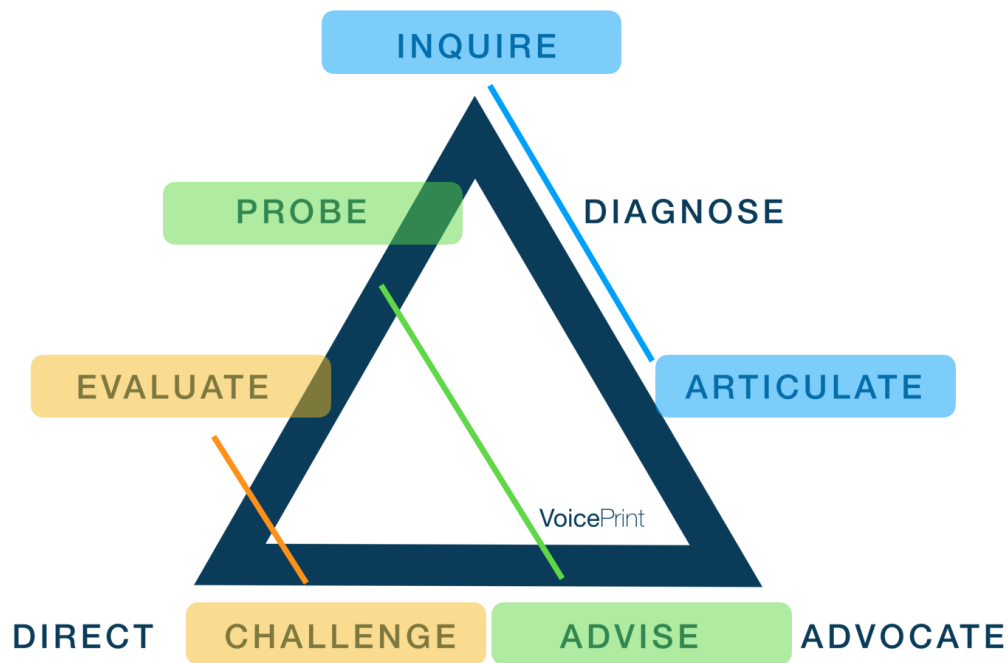 INQUIRE
PROBE
DIAGNOSE
EVALUATE
ARTICULATE
VoicePrint
DIRECT CHALLENGE ADVISE ADVOCATE